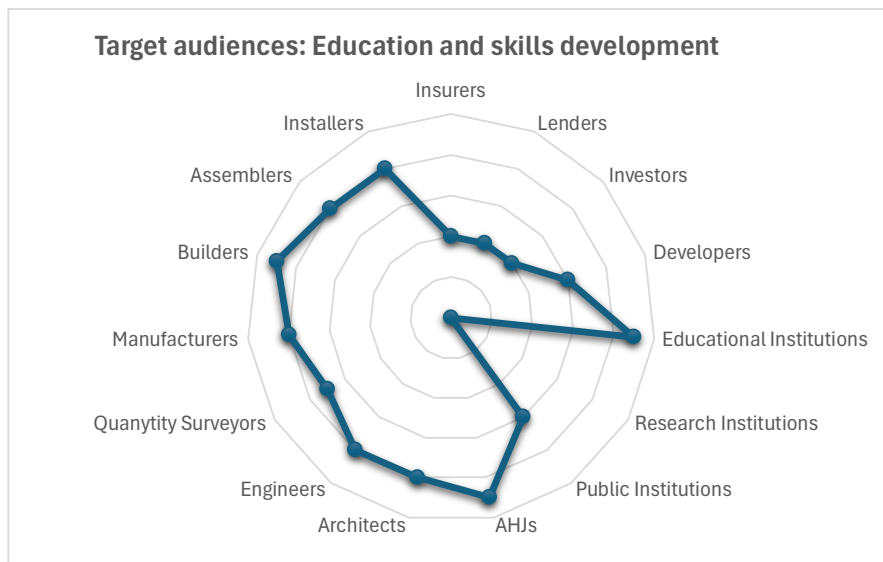 Target audiences: Education and skills development
Insurers
Lenders
Investors
Developers
Educational Institutions
Research Institutions
Public Institutions
AHJs
Architects
Engineers
Quanytity Surveyors
Manufacturers
Builders
Assemblers
Installers